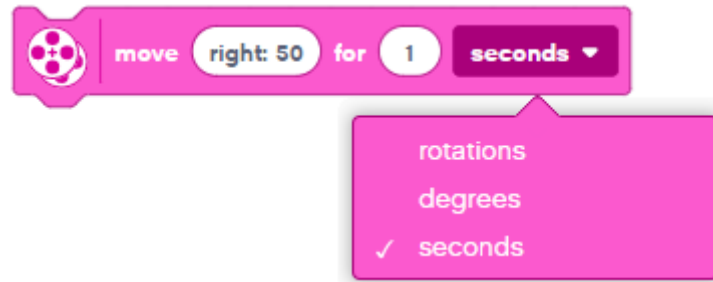 move right: 50 for 1 seconds
rotations
degrees
seconds